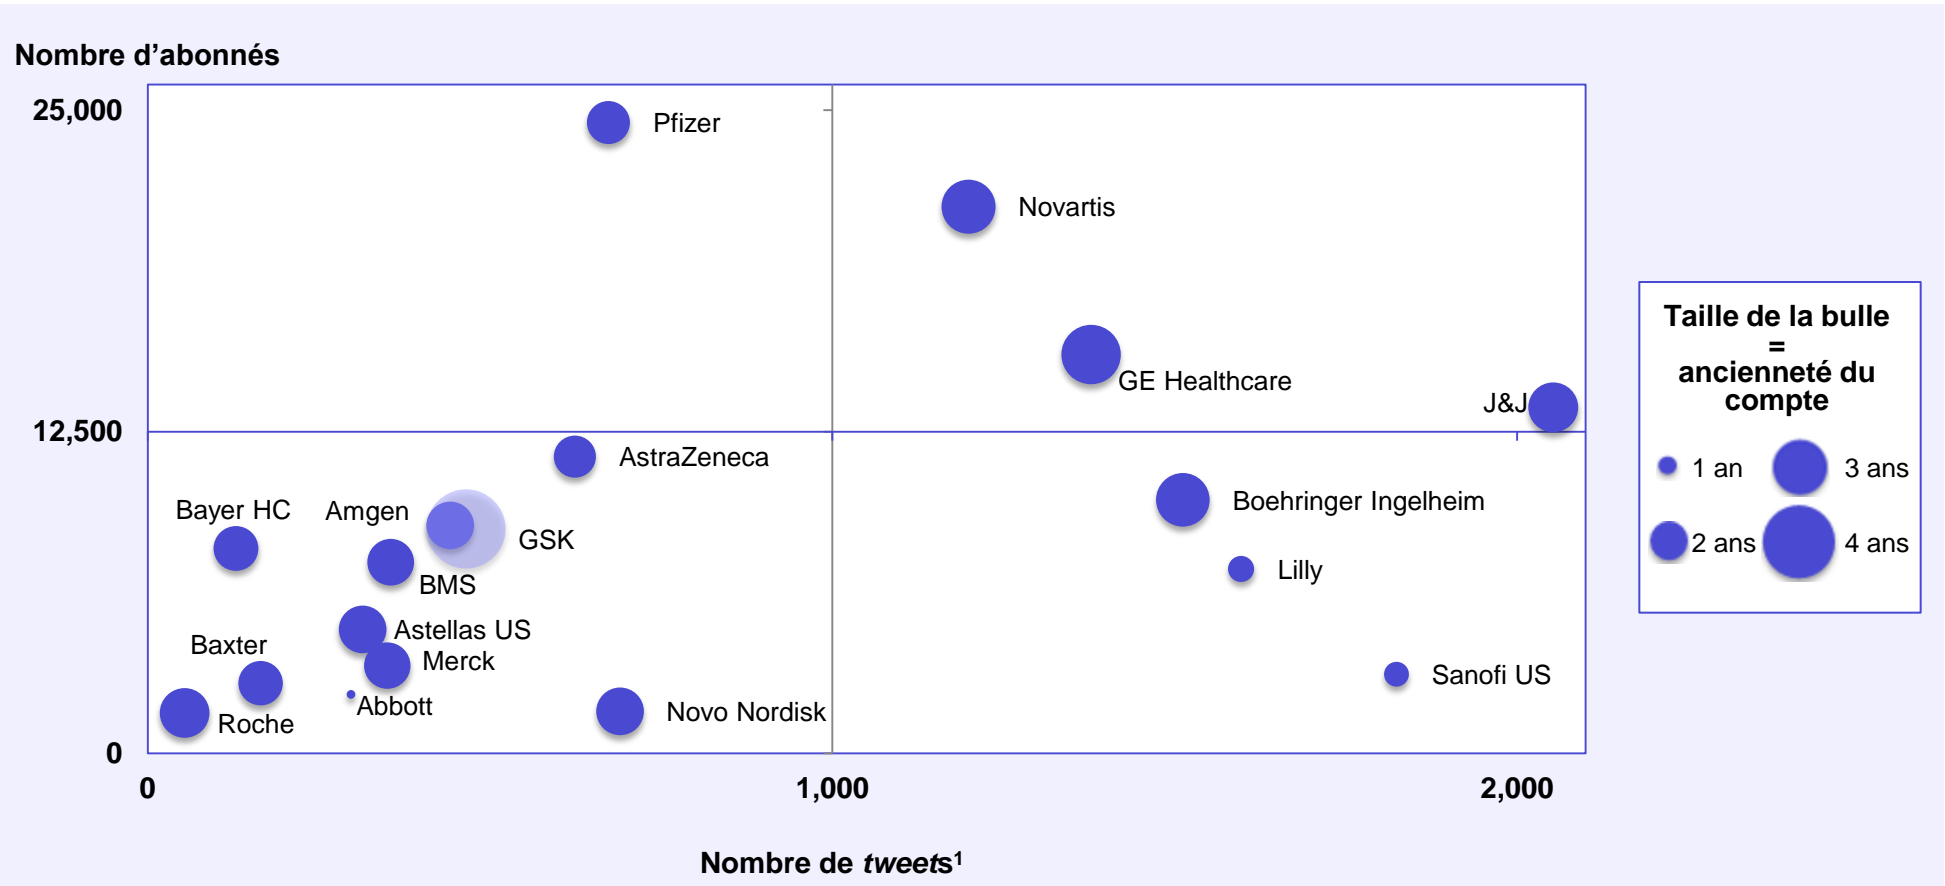 Nombre d’abonnés
25,000
Pfizer
Novartis
GE Healthcare
J&J
12,500
AstraZeneca
Bayer HC
Amgen
GSK
BMS
Boehringer Ingelheim
Lilly
Astellas US
Merck
Baxter
Abbott
Roche
Novo Nordisk
Sanofi US
0
0
1,000
2,000
Nombre de tweets¹
Taille de la bulle
=
ancienneté du
compte
1 an
3 ans
2 ans
4 ans